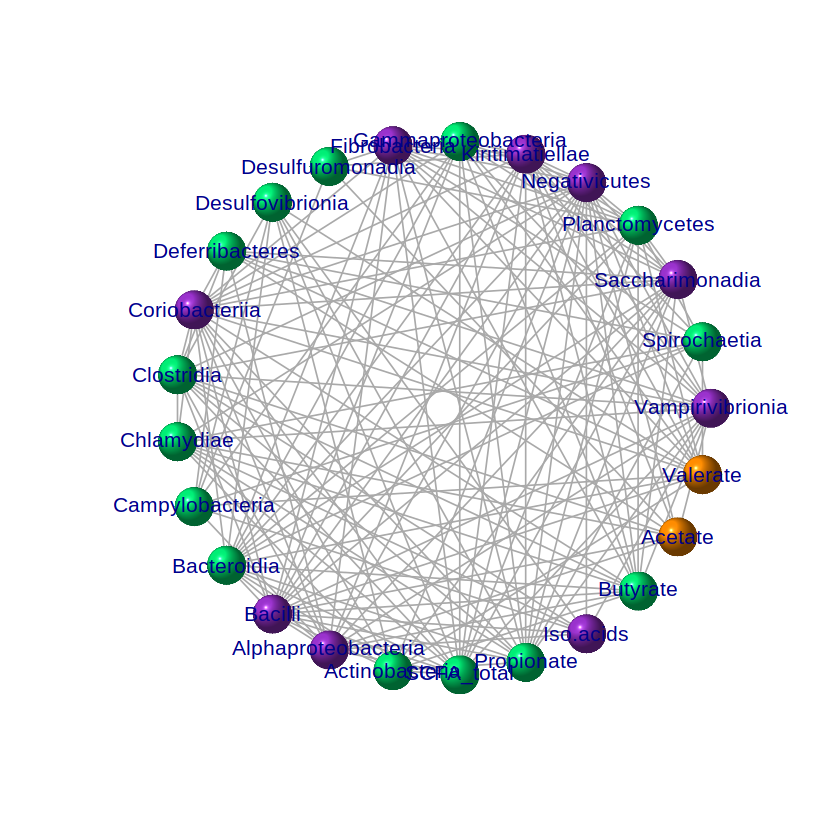 Gammaproteobacteria
Fibrobacteria
Kiritimatiellae
Desulfuromonadia
Negativicutes
Desulfovibrionia
Planctomycetes
Deferribacteres
Saccharimonadia
Coriobacteriia
Spirochaetia
Clostridia
Vampirivibrionia
Chlamydiae
Valerate
Campylobacteria
Acetate
Bacteroidia
Butyrate
Bacilli
Iso.acids
Alphaproteobacteria
Propionate
Actinobacteria
SCFA_total